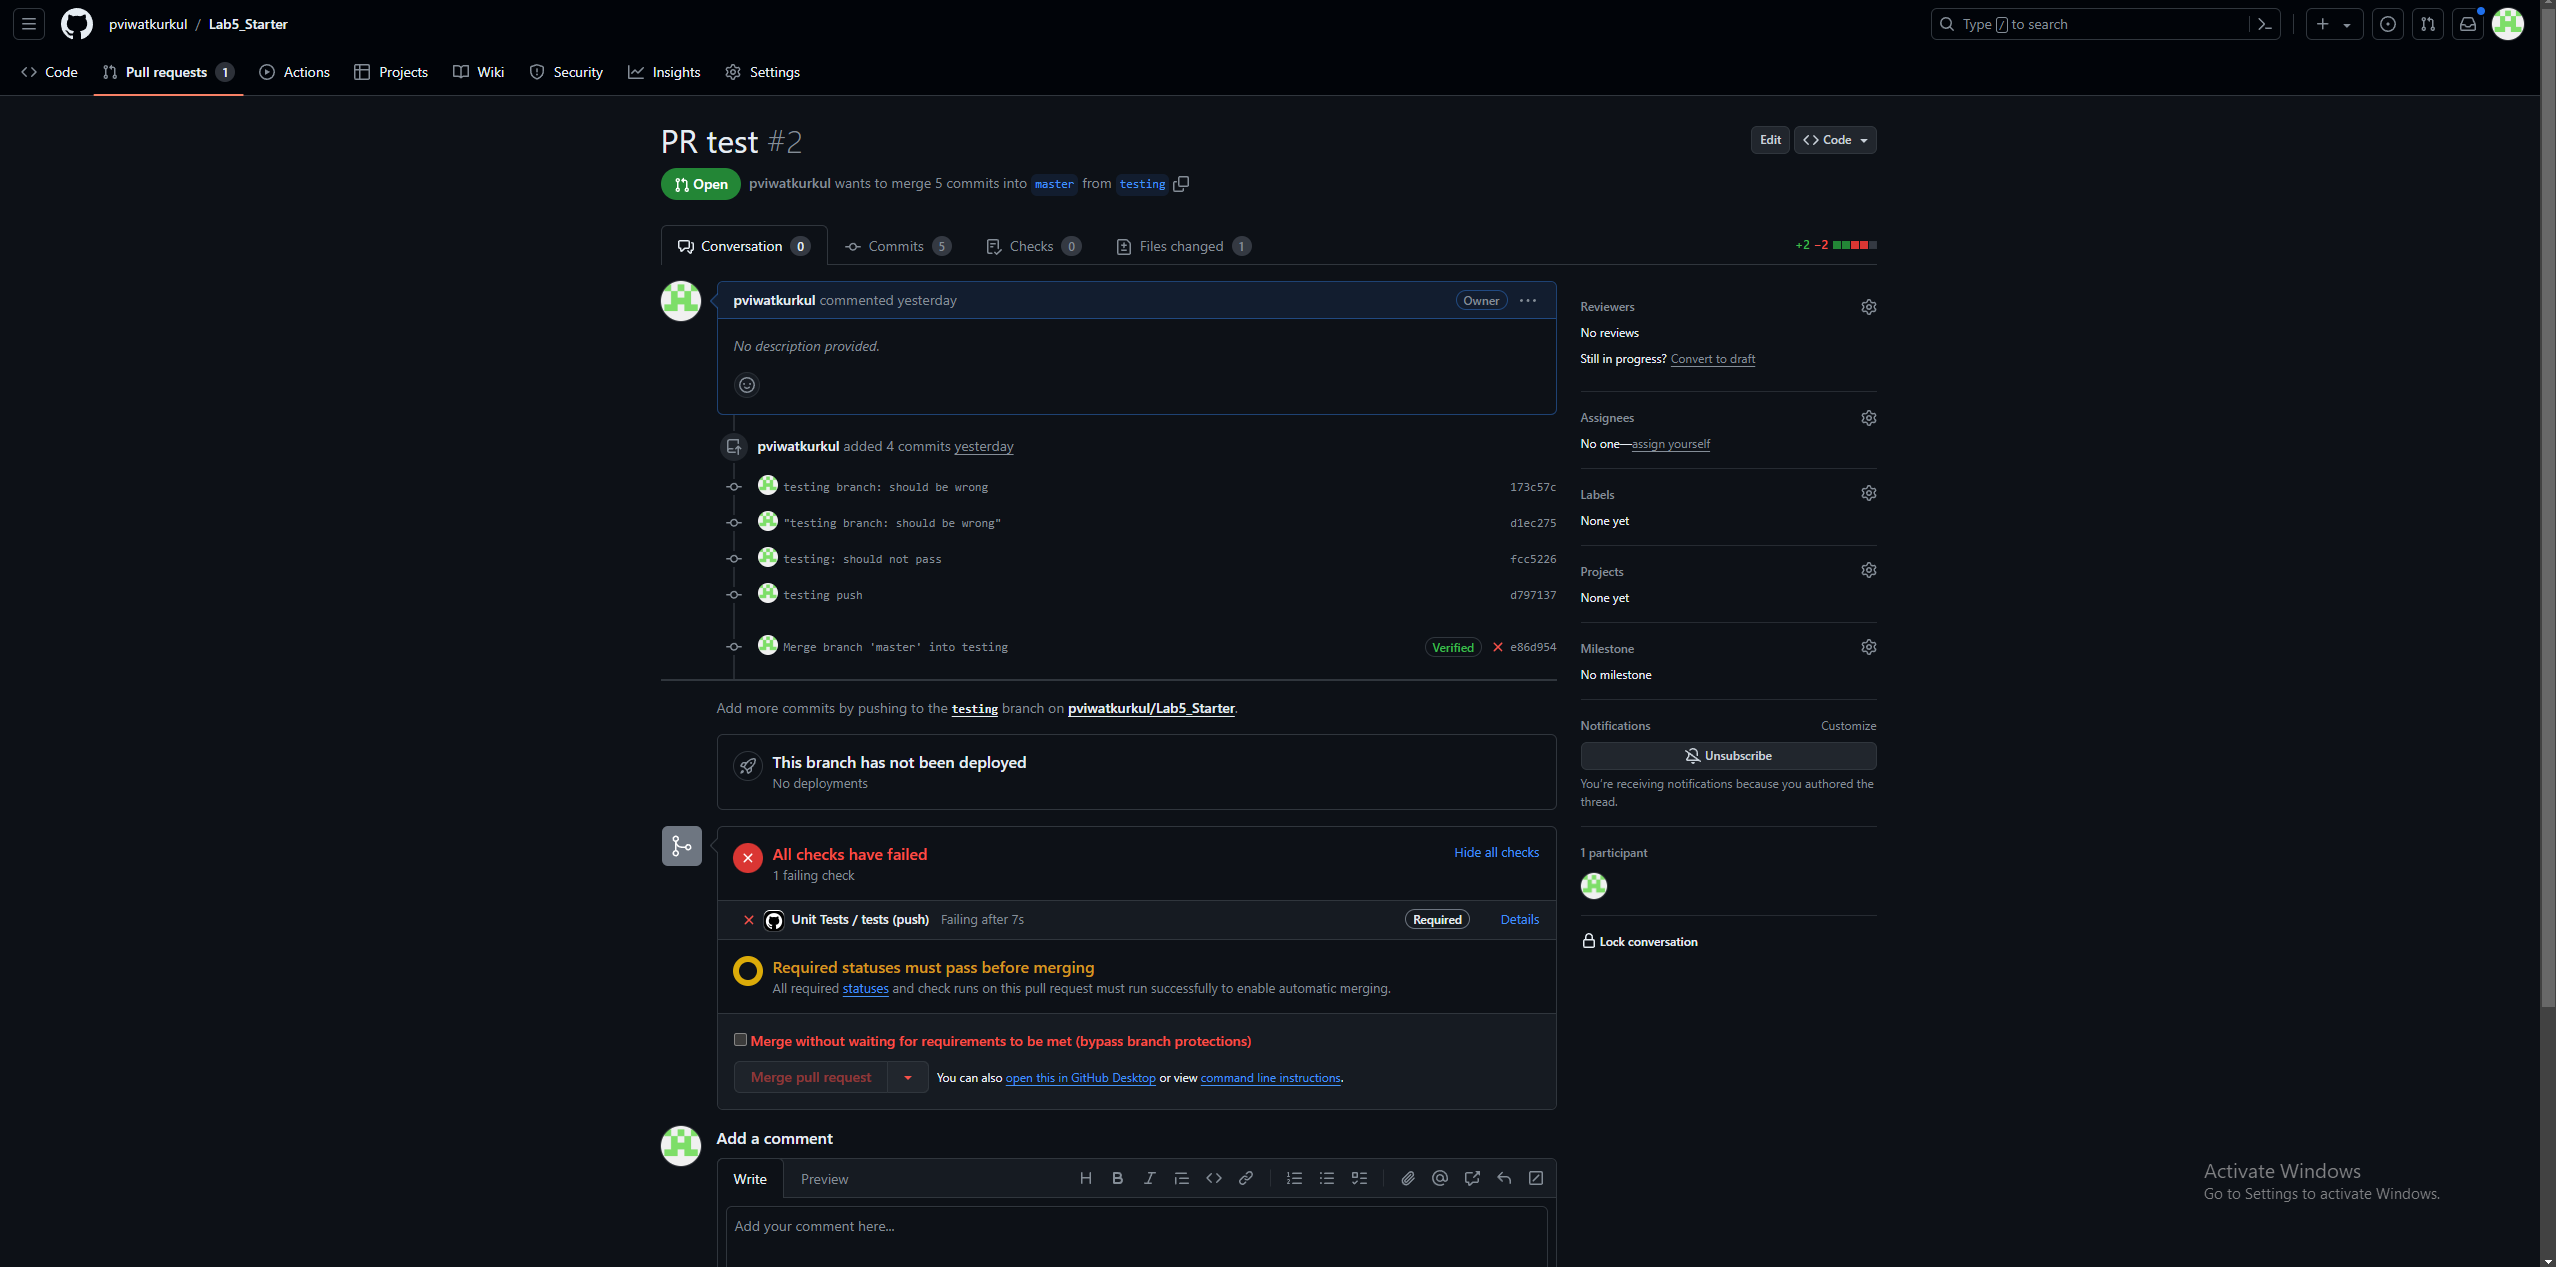 pviwatkurkul / Lab5_Starter
Type / to search
Code
Pull requests 1
Actions
Projects
Wiki
Security
Insights
Settings
PR test #2
Edit
Code
Open
pviwatkurkul wants to merge 5 commits into master from testing
Conversation 0
Commits 5
Checks 0
Files changed 1
+2 −2
pviwatkurkul commented yesterday
Owner
No description provided.
pviwatkurkul added 4 commits yesterday
testing branch: should be wrong 173c57c
"testing branch: should be wrong" d1ec275
testing: should not pass fcc5226
testing push d797137
Merge branch 'master' into testing Verified e86d954
Add more commits by pushing to the testing branch on pviwatkurkul/Lab5_Starter.
This branch has not been deployed
No deployments
All checks have failed
Hide all checks
1 failing check
Unit Tests / tests (push) Failing after 7s Required Details
Required statuses must pass before merging
All required statuses and check runs on this pull request must run successfully to enable automatic merging.
Merge without waiting for requirements to be met (bypass branch protections)
Merge pull request
You can also open this in GitHub Desktop or view command line instructions.
Add a comment
Write
Preview
Add your comment here...
Reviewers
No reviews
Still in progress? Convert to draft
Assignees
No one—assign yourself
Labels
None yet
Projects
None yet
Milestone
No milestone
Notifications Customize
Unsubscribe
You're receiving notifications because you authored the
thread.
1 participant
Lock conversation
Activate Windows
Go to Settings to activate Windows.